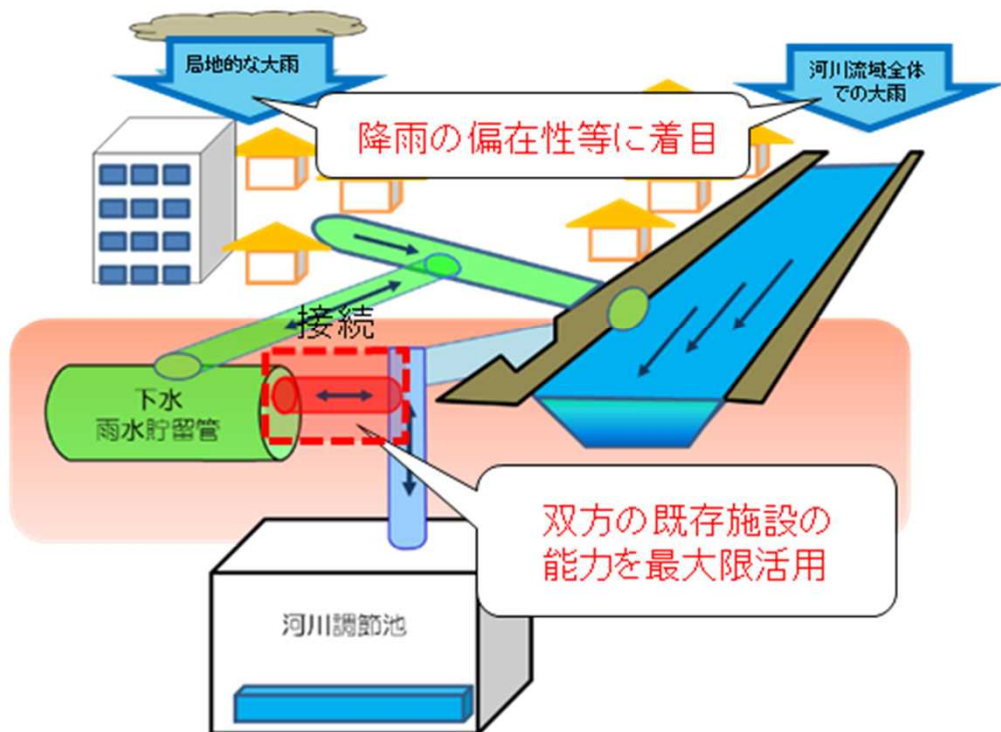 局地的な大雨
河川流域全体
での大雨
降雨の偏在性等に着目
接続
下水
雨水貯留管
双方の既存施設の
能力を最大限活用
河川調節池